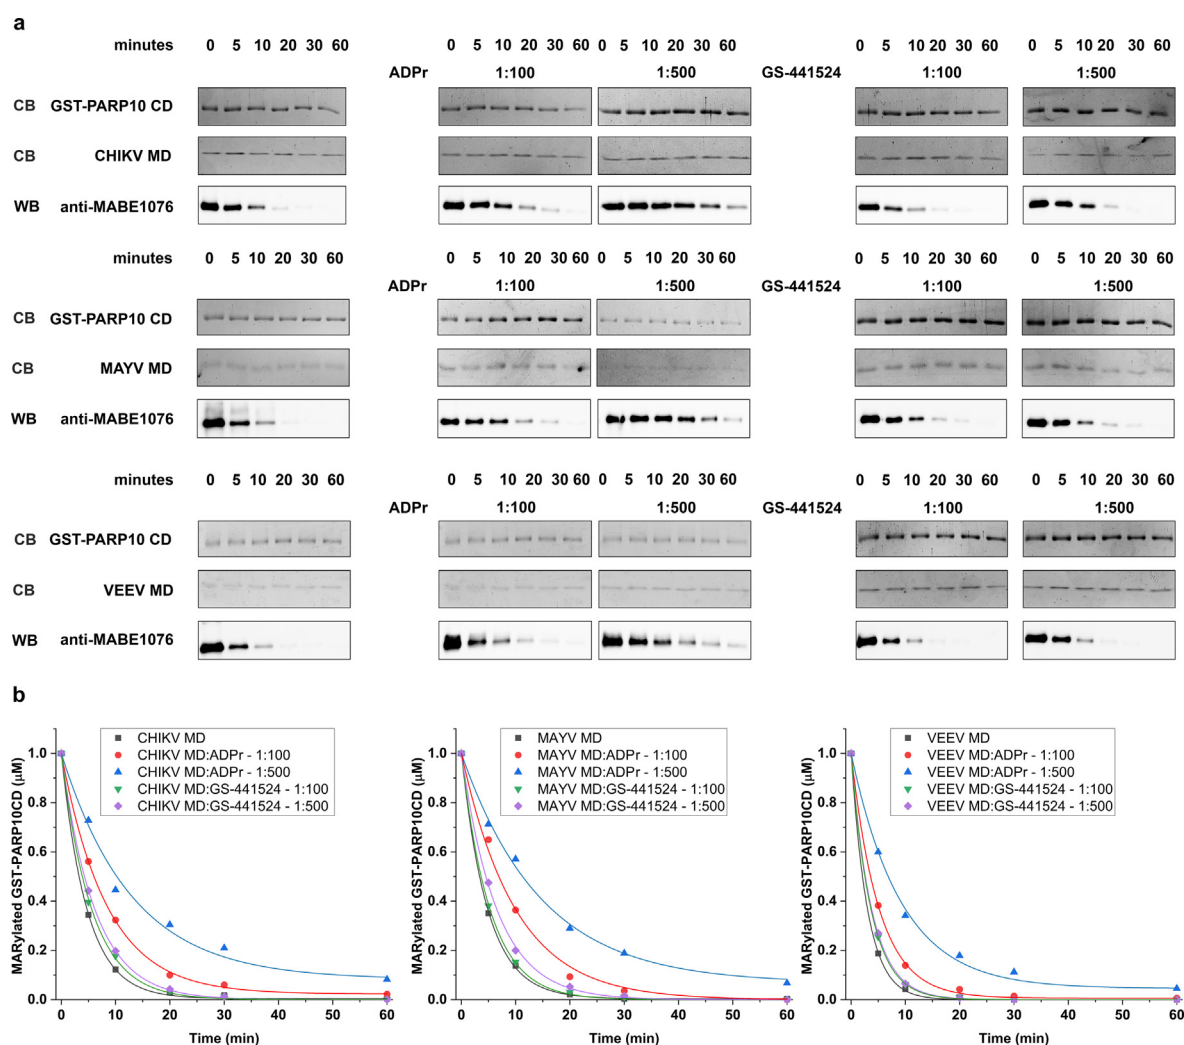 a
minutes 0 5 10 20 30 60 0 5 10 20 30 60 0 5 10 20 30 60 0 5 10 20 30 60 0 5 10 20 30 60
ADPr 1:100 1:500 GS-441524 1:100 1:500
CB GST-PARP10 CD
CB CHIKV MD
WB anti-MABE1076
minutes 0 5 10 20 30 60 0 5 10 20 30 60 0 5 10 20 30 60 0 5 10 20 30 60 0 5 10 20 30 60
ADPr 1:100 1:500 GS-441524 1:100 1:500
CB GST-PARP10 CD
CB MAYV MD
WB anti-MABE1076
minutes 0 5 10 20 30 60 0 5 10 20 30 60 0 5 10 20 30 60 0 5 10 20 30 60 0 5 10 20 30 60
ADPr 1:100 1:500 GS-441524 1:100 1:500
CB GST-PARP10 CD
CB VEEV MD
WB anti-MABE1076
b
MARylated GST-PARP10CD (μM)
1.0
0.8
0.6
0.4
0.2
0.0
CHIKV MD
CHIKV MD:ADPr - 1:100
CHIKV MD:ADPr - 1:500
CHIKV MD:GS-441524 - 1:100
CHIKV MD:GS-441524 - 1:500
0 10 20 30 40 50 60
Time (min)
MARylated GST-PARP10CD (μM)
1.0
0.8
0.6
0.4
0.2
0.0
MAYV MD
MAYV MD:ADPr - 1:100
MAYV MD:ADPr - 1:500
MAYV MD:GS-441524 - 1:100
MAYV MD:GS-441524 - 1:500
0 10 20 30 40 50 60
Time (min)
MARylated GST-PARP10CD (μM)
1.0
0.8
0.6
0.4
0.2
0.0
VEEV MD
VEEV MD:ADPr - 1:100
VEEV MD:ADPr - 1:500
VEEV MD:GS-441524 - 1:100
VEEV MD:GS-441524 - 1:500
0 10 20 30 40 50 60
Time (min)